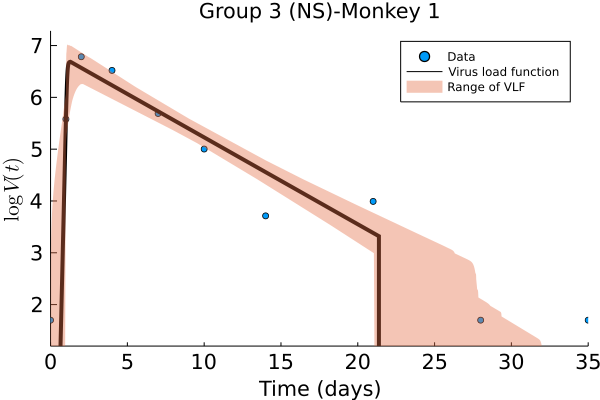 Group 3 (NS)-Monkey 1
7
6
5
4
3
2
log V(t)
Data
Virus load function
Range of VLF
0 5 10 15 20 25 30 35
Time (days)